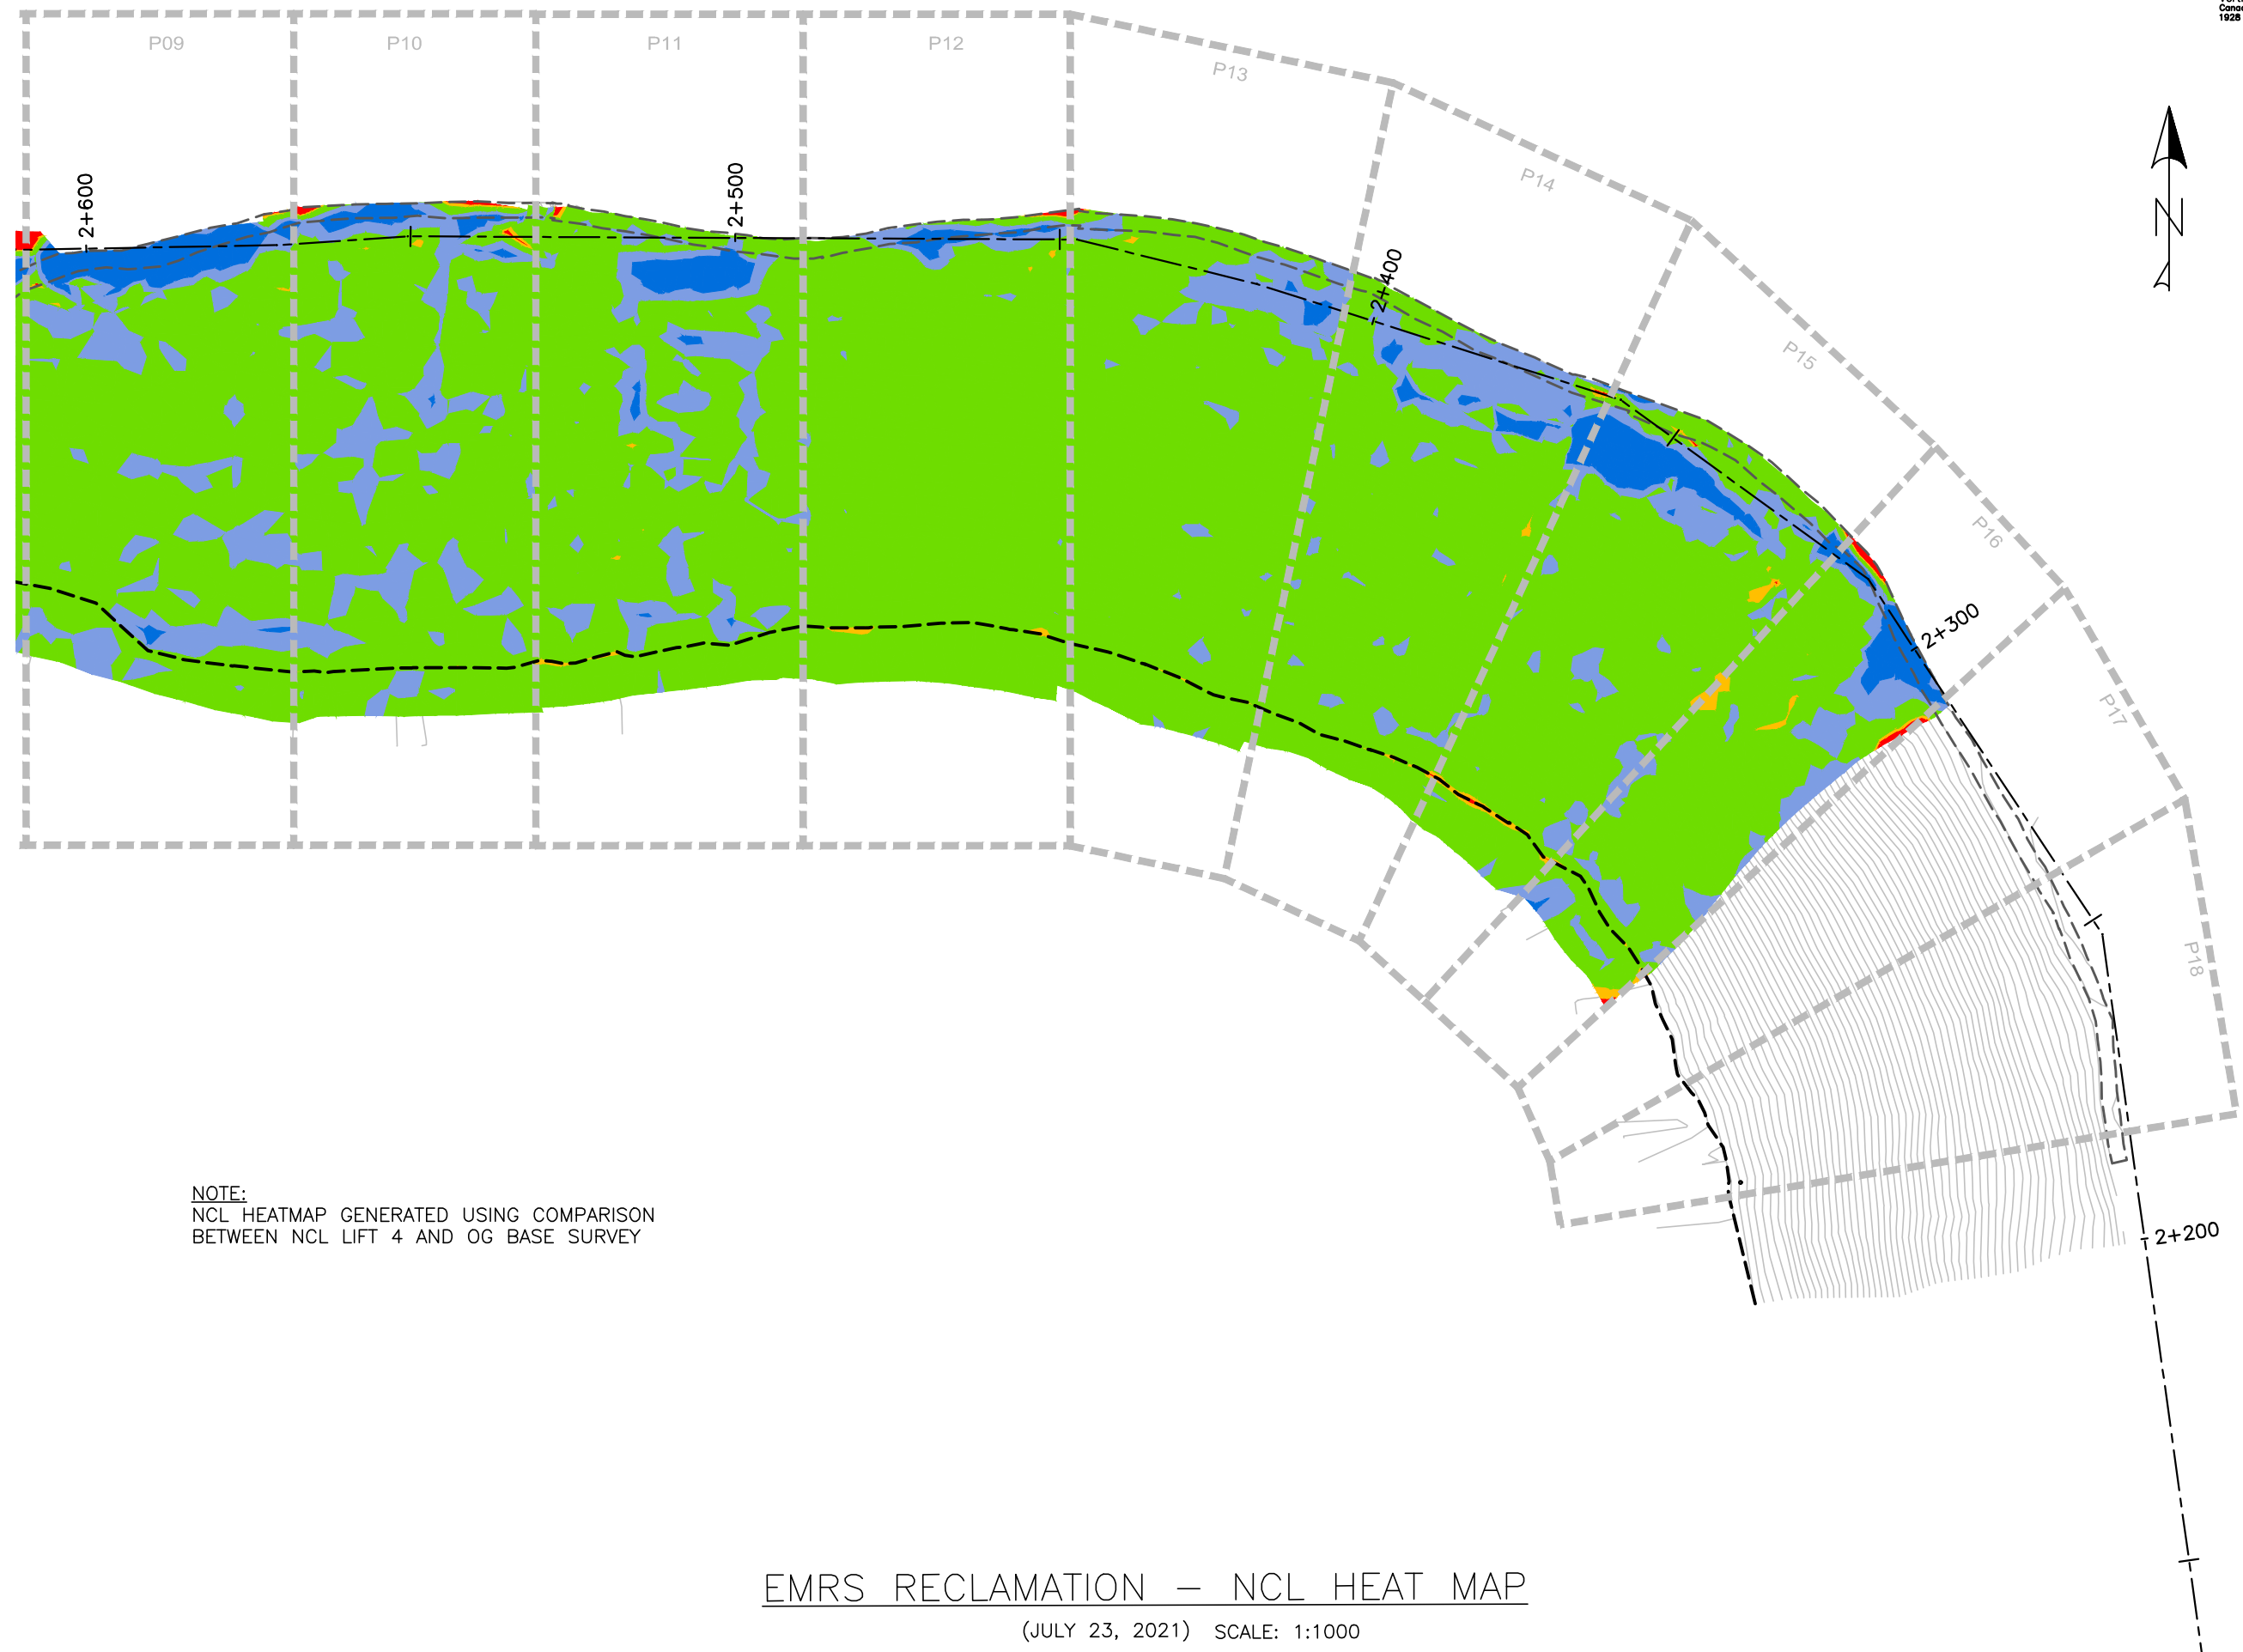 Canad
1928
P09
P10
P11
P12
P13
P14
P15
P16
P17
P18
2+600
2+500
2+400
2+300
2+200
N
NOTE:
NCL HEATMAP GENERATED USING COMPARISON
BETWEEN NCL LIFT 4 AND OG BASE SURVEY
EMRS RECLAMATION – NCL HEAT MAP
(JULY 23, 2021) SCALE: 1:1000